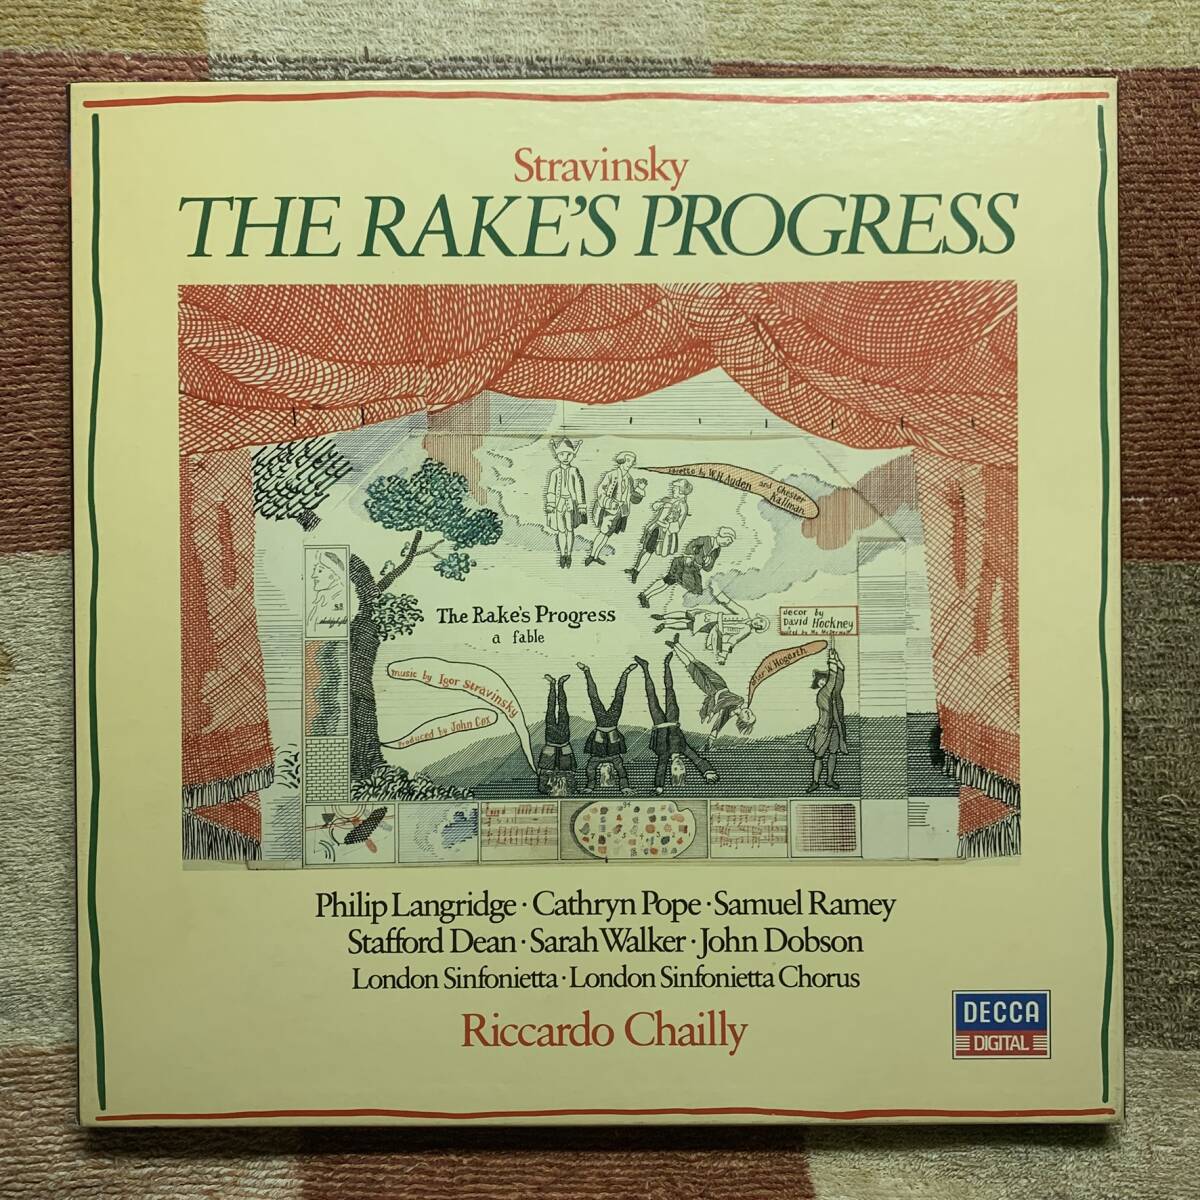 Stravinsky
THE RAKE'S PROGRESS
libretto by W.H. Auden and Chester Kallman
The Rake's Progress
a fable
decor by
David Hockney
music by Igor Stravinsky
after W. Hogarth
Produced by John Cox
Philip Langridge · Cathryn Pope · Samuel Ramey
Stafford Dean · Sarah Walker · John Dobson
London Sinfonietta · London Sinfonietta Chorus
Riccardo Chailly
DECCA
DIGITAL